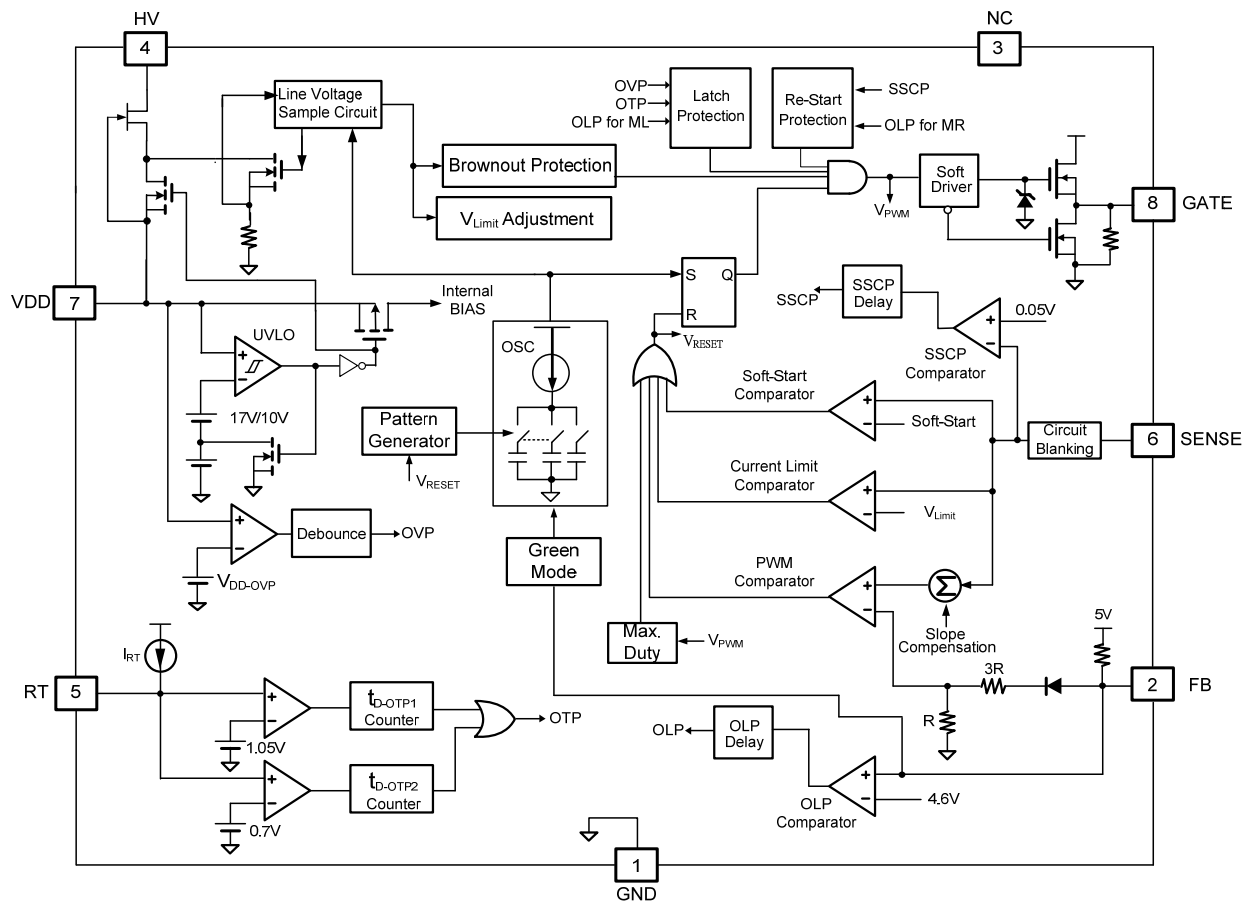 HV
4
NC
3
Line Voltage
Sample Circuit
OVP
OTP
OLP for ML
Latch
Protection
Re-Start
Protection
SSCP
OLP for MR
Brownout Protection
VLimit Adjustment
VPWM
Soft
Driver
8
GATE
VDD
7
Internal
BIAS
UVLO
+
−
17V/10V
S
Q
R
VRESET
SSCP
SSCP
Delay
+
−
0.05V
SSCP
Comparator
OSC
Pattern
Generator
VRESET
Soft-Start
Comparator
+
−
Soft-Start
Circuit
Blanking
6
SENSE
Current Limit
Comparator
+
−
VLimit
+
−
Debounce
OVP
VDD-OVP
Green
Mode
PWM
Comparator
+
−
Σ
Slope
Compensation
Max.
Duty
VPWM
5V
3R
R
2
FB
IRT
RT
5
+
−
1.05V
tD-OTP1
Counter
OTP
+
−
0.7V
tD-OTP2
Counter
OLP
OLP
Delay
+
−
4.6V
OLP
Comparator
1
GND